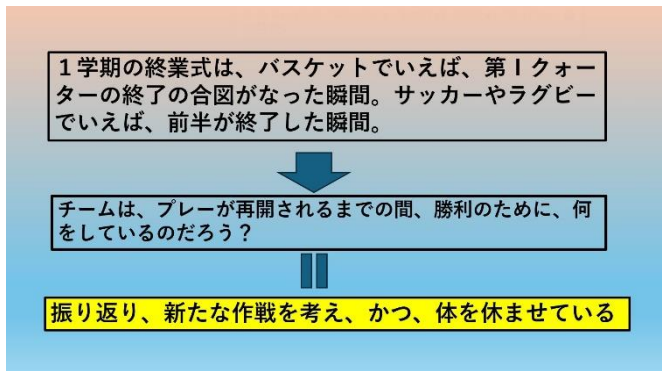 １学期の終業式は、バスケットでいえば、第Ⅰクォー
ターの終了の合図がなった瞬間。サッカーやラグビー
でいえば、前半が終了した瞬間。
チームは、プレーが再開されるまでの間、勝利のために、何
をしているのだろう？
振り返り、新たな作戦を考え、かつ、体を休ませている